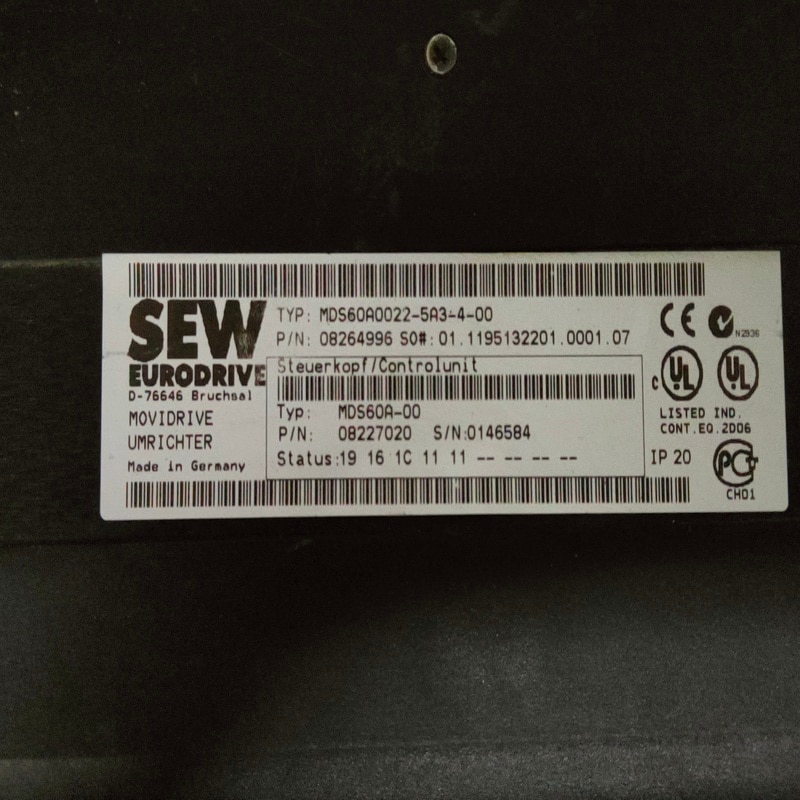 SEW
EURODRIVE
D-76646 Bruchsal
MOVIDRIVE
UMRICHTER
Made in Germany
TYP: MDS60A0022-5A3-4-00
P/N: 08264996 SO#: 01.1195132201.0001.07
Steuerkopf/Controlunit
Typ: MDS60A-00
P/N: 08227020 S/N:0146584
Status:19 16 1C 11 11 -- -- -- --
CE
N2936
c UL UL
LISTED IND.
CONT.EQ.2D06
IP 20
PCT
CH01